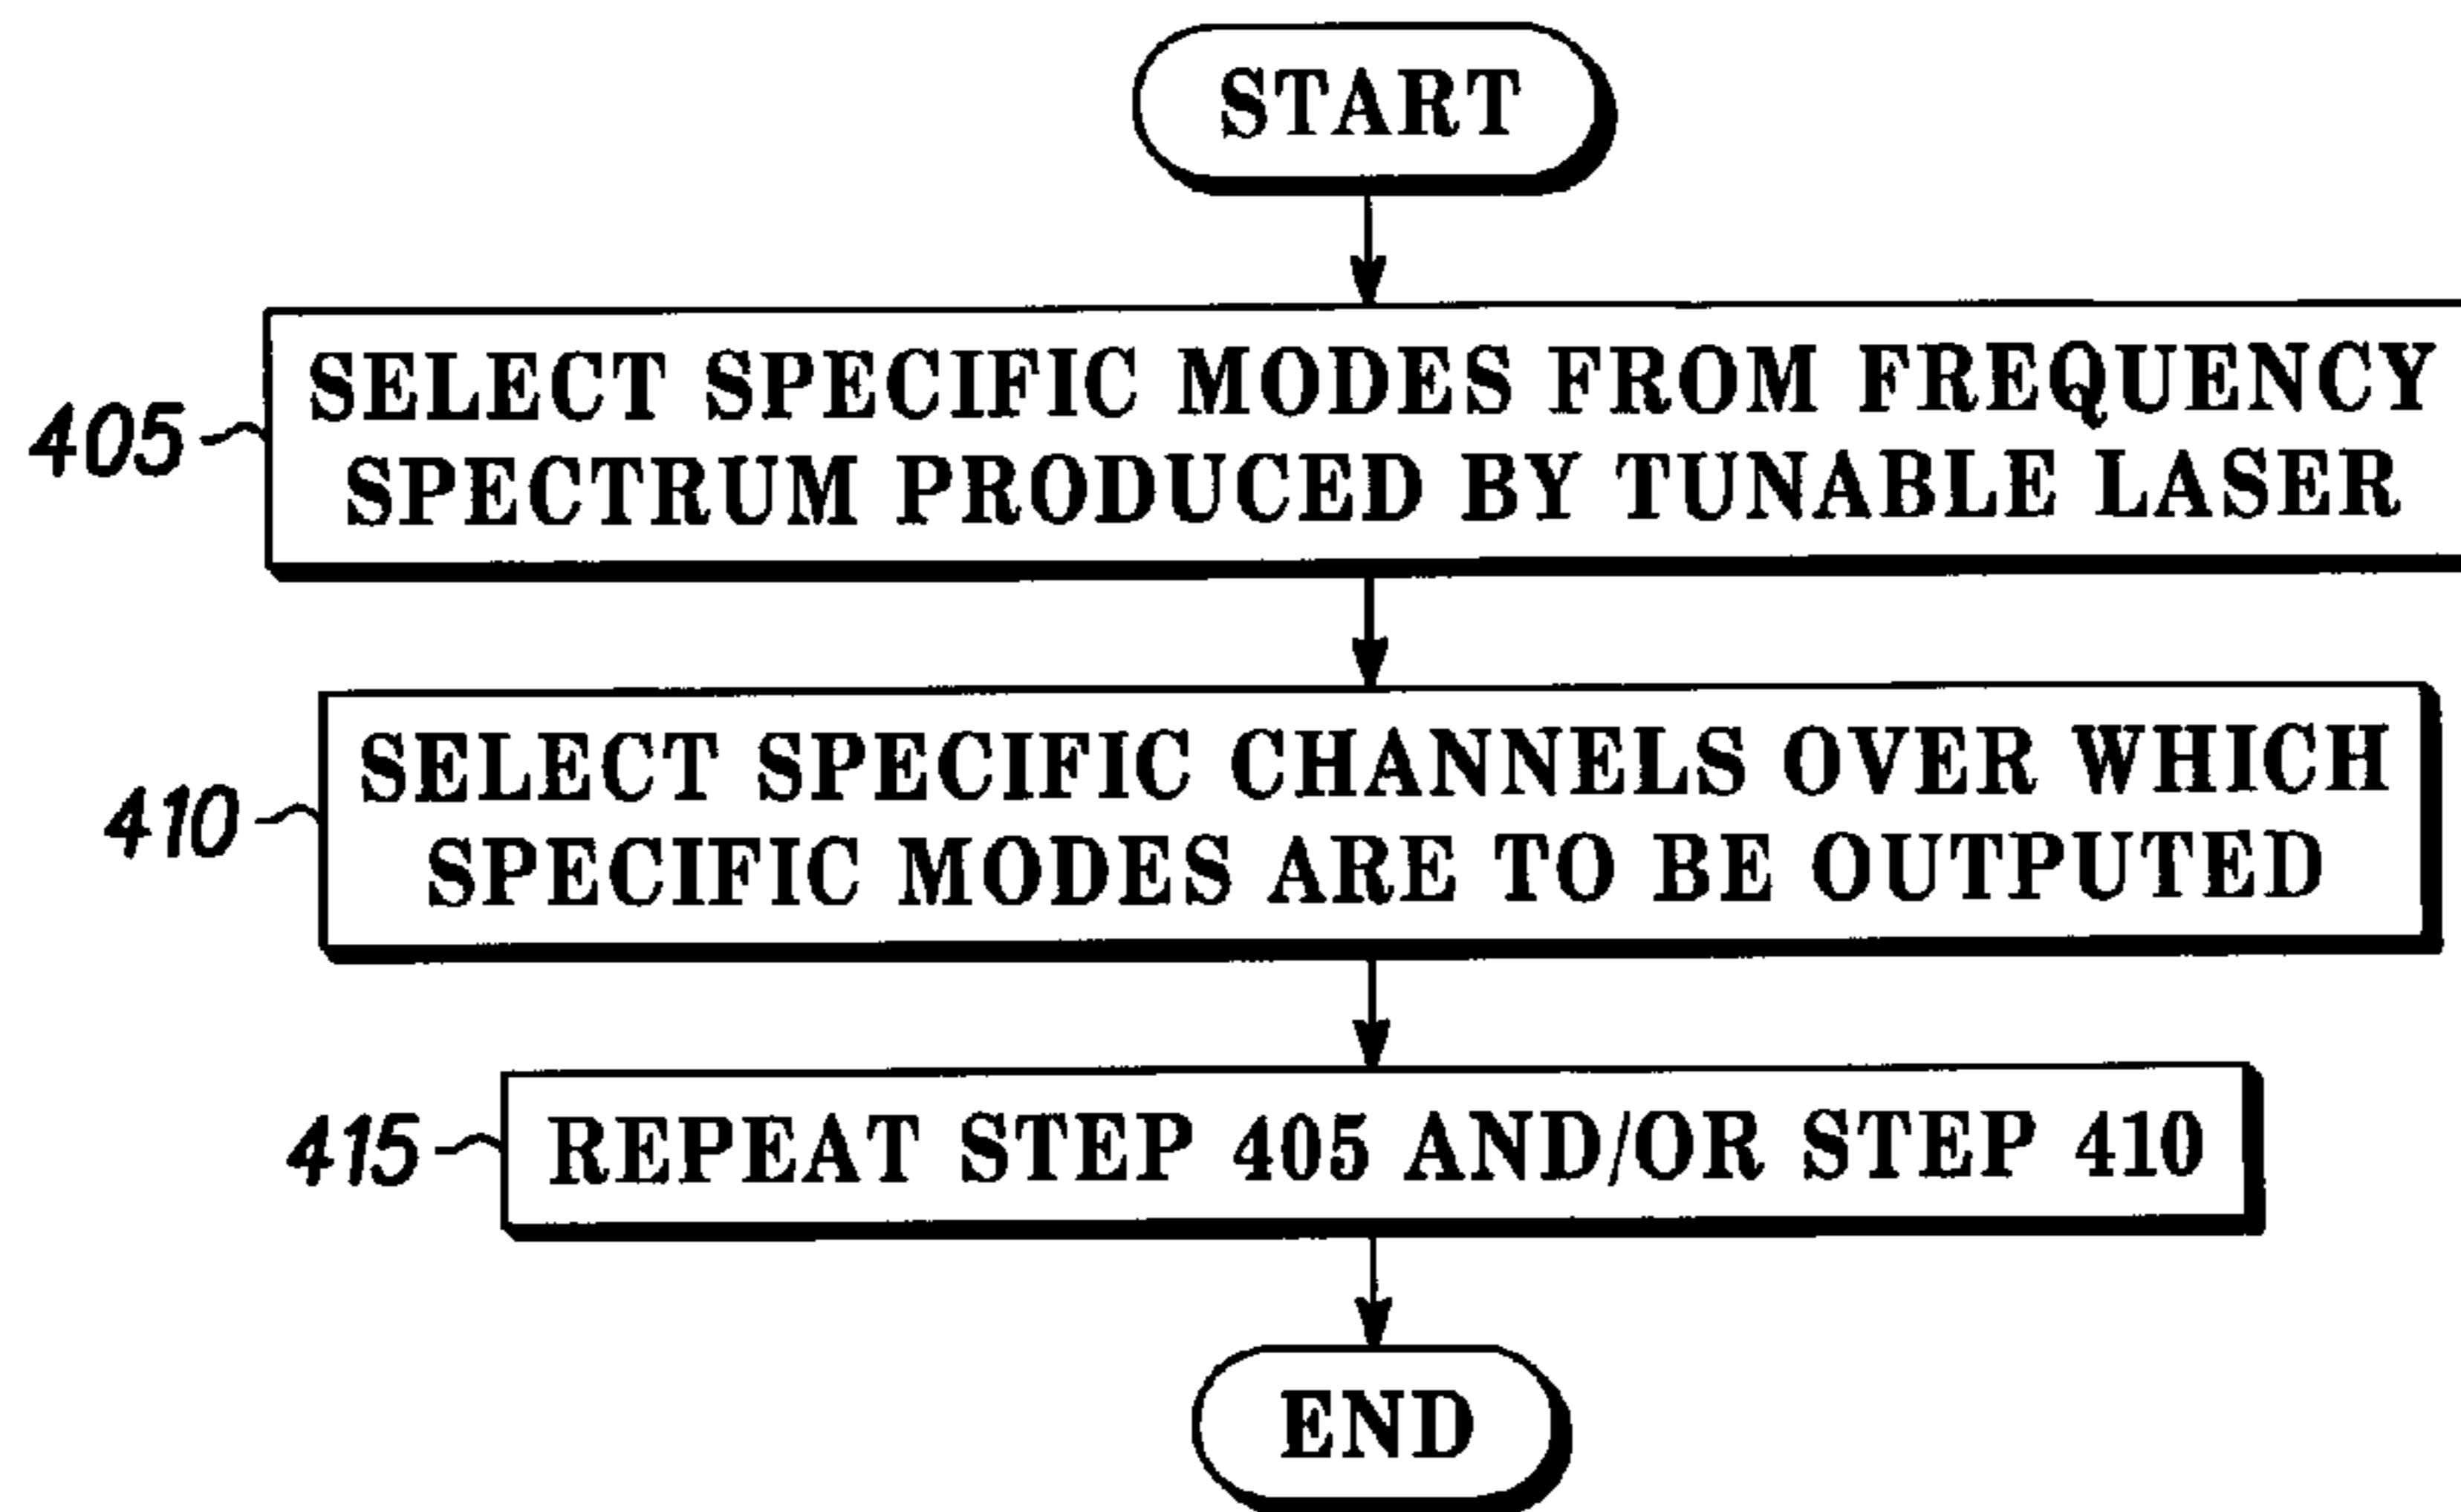 START
405
SELECT SPECIFIC MODES FROM FREQUENCY
SPECTRUM PRODUCED BY TUNABLE LASER
410
SELECT SPECIFIC CHANNELS OVER WHICH
SPECIFIC MODES ARE TO BE OUTPUTED
415
REPEAT STEP 405 AND/OR STEP 410
END